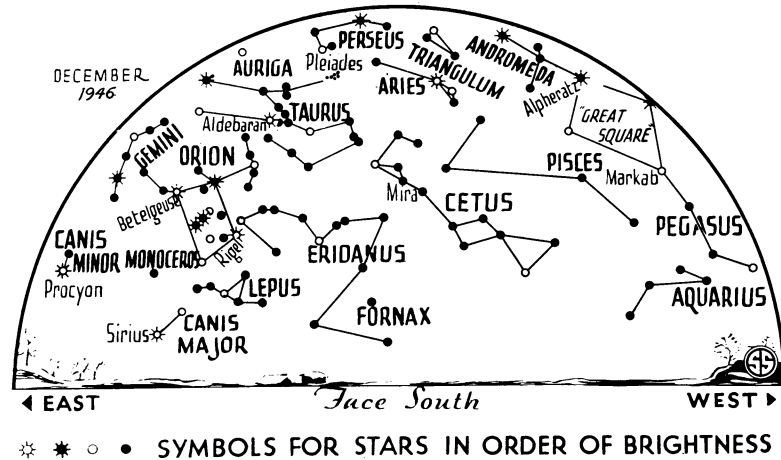 DECEMBER
1946
PERSEUS
Pleiades
TRIANGULUM
ANDROMEDA
AURIGA
ARIES
Alpheratz
TAURUS
Aldebaran
"GREAT
SQUARE"
GEMINI
ORION
PISCES
Markab
Mira
CETUS
Betelgeuse
PEGASUS
CANIS
MINOR
MONOCEROS
Rigel
ERIDANUS
Procyon
LEPUS
AQUARIUS
FORNAX
Sirius
CANIS
MAJOR
SS
EAST
Face South
WEST
SYMBOLS FOR STARS IN ORDER OF BRIGHTNESS